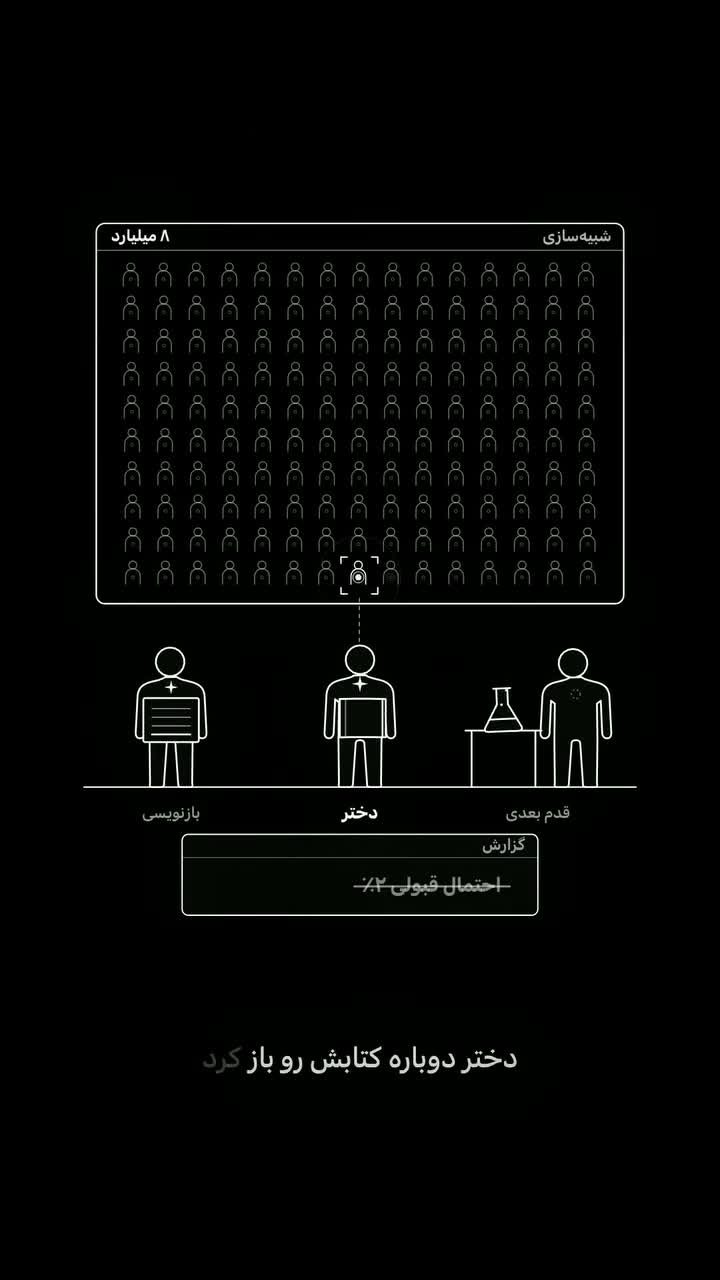 شبیه‌سازی
۸ میلیارد
قدم بعدی
دختر
بازنویسی
گزارش
احتمال قبولی ۲٪
دختر دوباره کتابش رو باز کرد